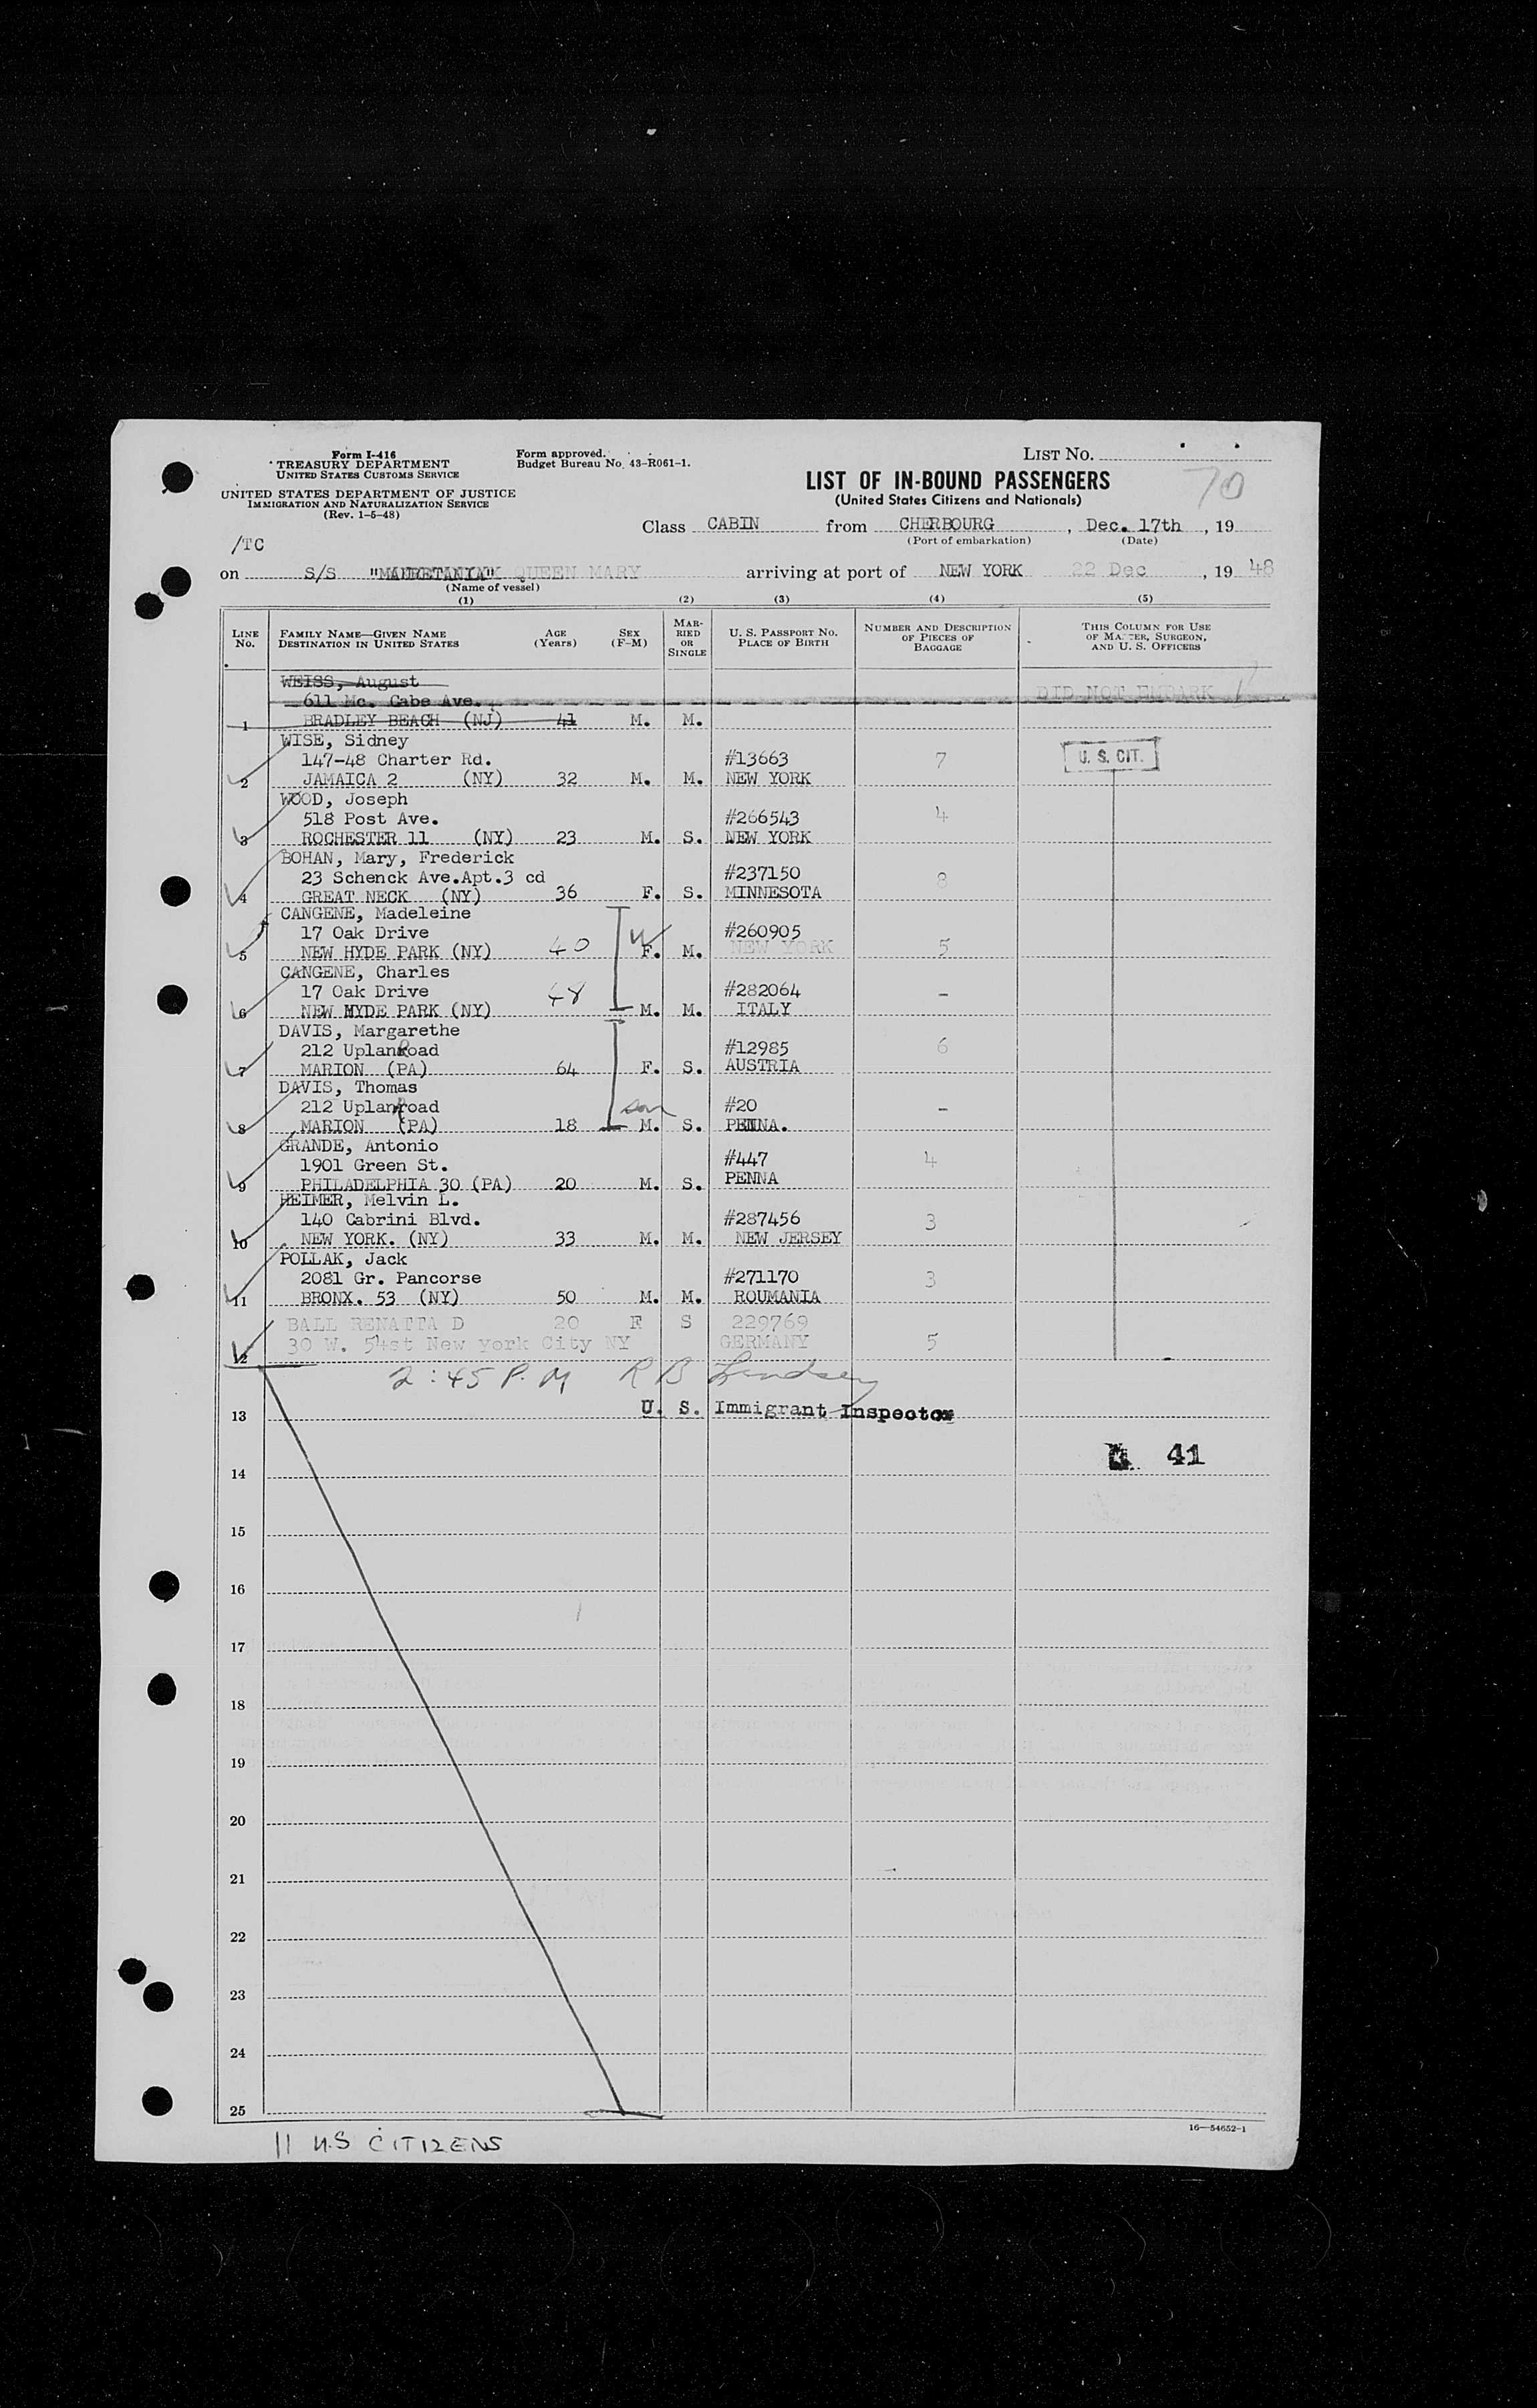 Form I-416
TREASURY DEPARTMENT
UNITED STATES CUSTOMS SERVICE
UNITED STATES DEPARTMENT OF JUSTICE
IMMIGRATION AND NATURALIZATION SERVICE
(Rev. 1-5-48)
Form approved.
Budget Bureau No. 43-R061-1.
LIST NO.
70
LIST OF IN-BOUND PASSENGERS
(United States Citizens and Nationals)
Class CABIN from CHERBOURG , Dec. 17th , 19
(Port of embarkation) (Date)
/TC
on S/S "MAURETANIA" QUEEN MARY arriving at port of NEW YORK 22 Dec , 19 48
(Name of vessel)
(1) (2) (3) (4) (5)
LINE NO. FAMILY NAME—GIVEN NAME DESTINATION IN UNITED STATES AGE (Years) SEX (F-M) MARRIED OR SINGLE U. S. PASSPORT NO. PLACE OF BIRTH NUMBER AND DESCRIPTION OF PIECES OF BAGGAGE THIS COLUMN FOR USE OF MASTER, SURGEON, AND U. S. OFFICERS
WEISS, August
611 Mc. Cabe Ave. DID NOT EMBARK
1 BRADLEY BEACH (NJ) 41 M. M.
WISE, Sidney
147-48 Charter Rd. #13663 7 U. S. CIT.
2 JAMAICA 2 (NY) 32 M. M. NEW YORK
WOOD, Joseph
518 Post Ave. #266543 4
3 ROCHESTER 11 (NY) 23 M. S. NEW YORK
BOHAN, Mary, Frederick
23 Schenck Ave.Apt.3 cd #237150 8
4 GREAT NECK (NY) 36 F. S. MINNESOTA
CANGENE, Madeleine
17 Oak Drive #260905
5 NEW HYDE PARK (NY) 40 W F. M. NEW YORK 5
CANGENE, Charles
17 Oak Drive #282064 -
6 NEW HYDE PARK (NY) 48 M. M. ITALY
DAVIS, Margarethe
212 Uplan Road #12985 6
7 MARION (PA) 64 F. S. AUSTRIA
DAVIS, Thomas
212 Uplan Road son #20 -
8 MARION (PA) 18 M. S. PENNA.
GRANDE, Antonio
1901 Green St. #447 4
9 PHILADELPHIA 30 (PA) 20 M. S. PENNA
HEIMER, Melvin L.
140 Cabrini Blvd. #287456 3
10 NEW YORK. (NY) 33 M. M. NEW JERSEY
POLLAK, Jack
2081 Gr. Pancorse #271170 3
11 BRONX. 53 (NY) 50 M. M. ROUMANIA
BALL RENATTA D 20 F S 229769
12 30 W. 54st New york City NY GERMANY 5
2:45 P.M R B Lindsey
13 U. S. Immigrant Inspector
41
14
15
16
17
18
19
20
21
22
23
24
25
16—54652-1
11 U.S CITIZENS